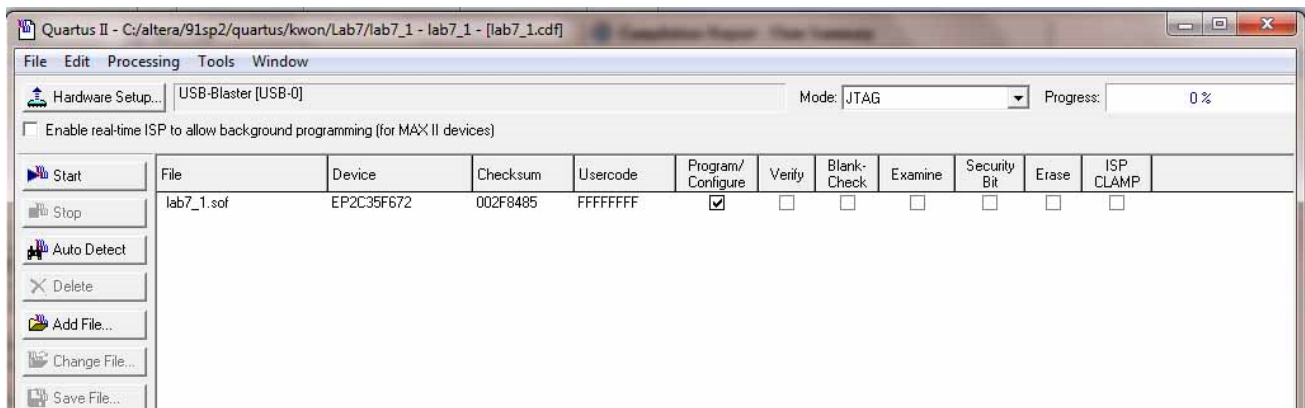 Quartus II - C:/altera/91sp2/quartus/kwon/Lab7/lab7_1 - lab7_1 - [lab7_1.cdf]
File Edit Processing Tools Window
Hardware Setup... USB-Blaster [USB-0] Mode: JTAG Progress: 0 %
Enable real-time ISP to allow background programming (for MAX II devices)
Start
Stop
Auto Detect
Delete
Add File...
Change File...
Save File...
File Device Checksum Usercode Program/ Configure Verify Blank- Check Examine Security Bit Erase ISP CLAMP
lab7_1.sof EP2C35F672 002F8485 FFFFFFFF